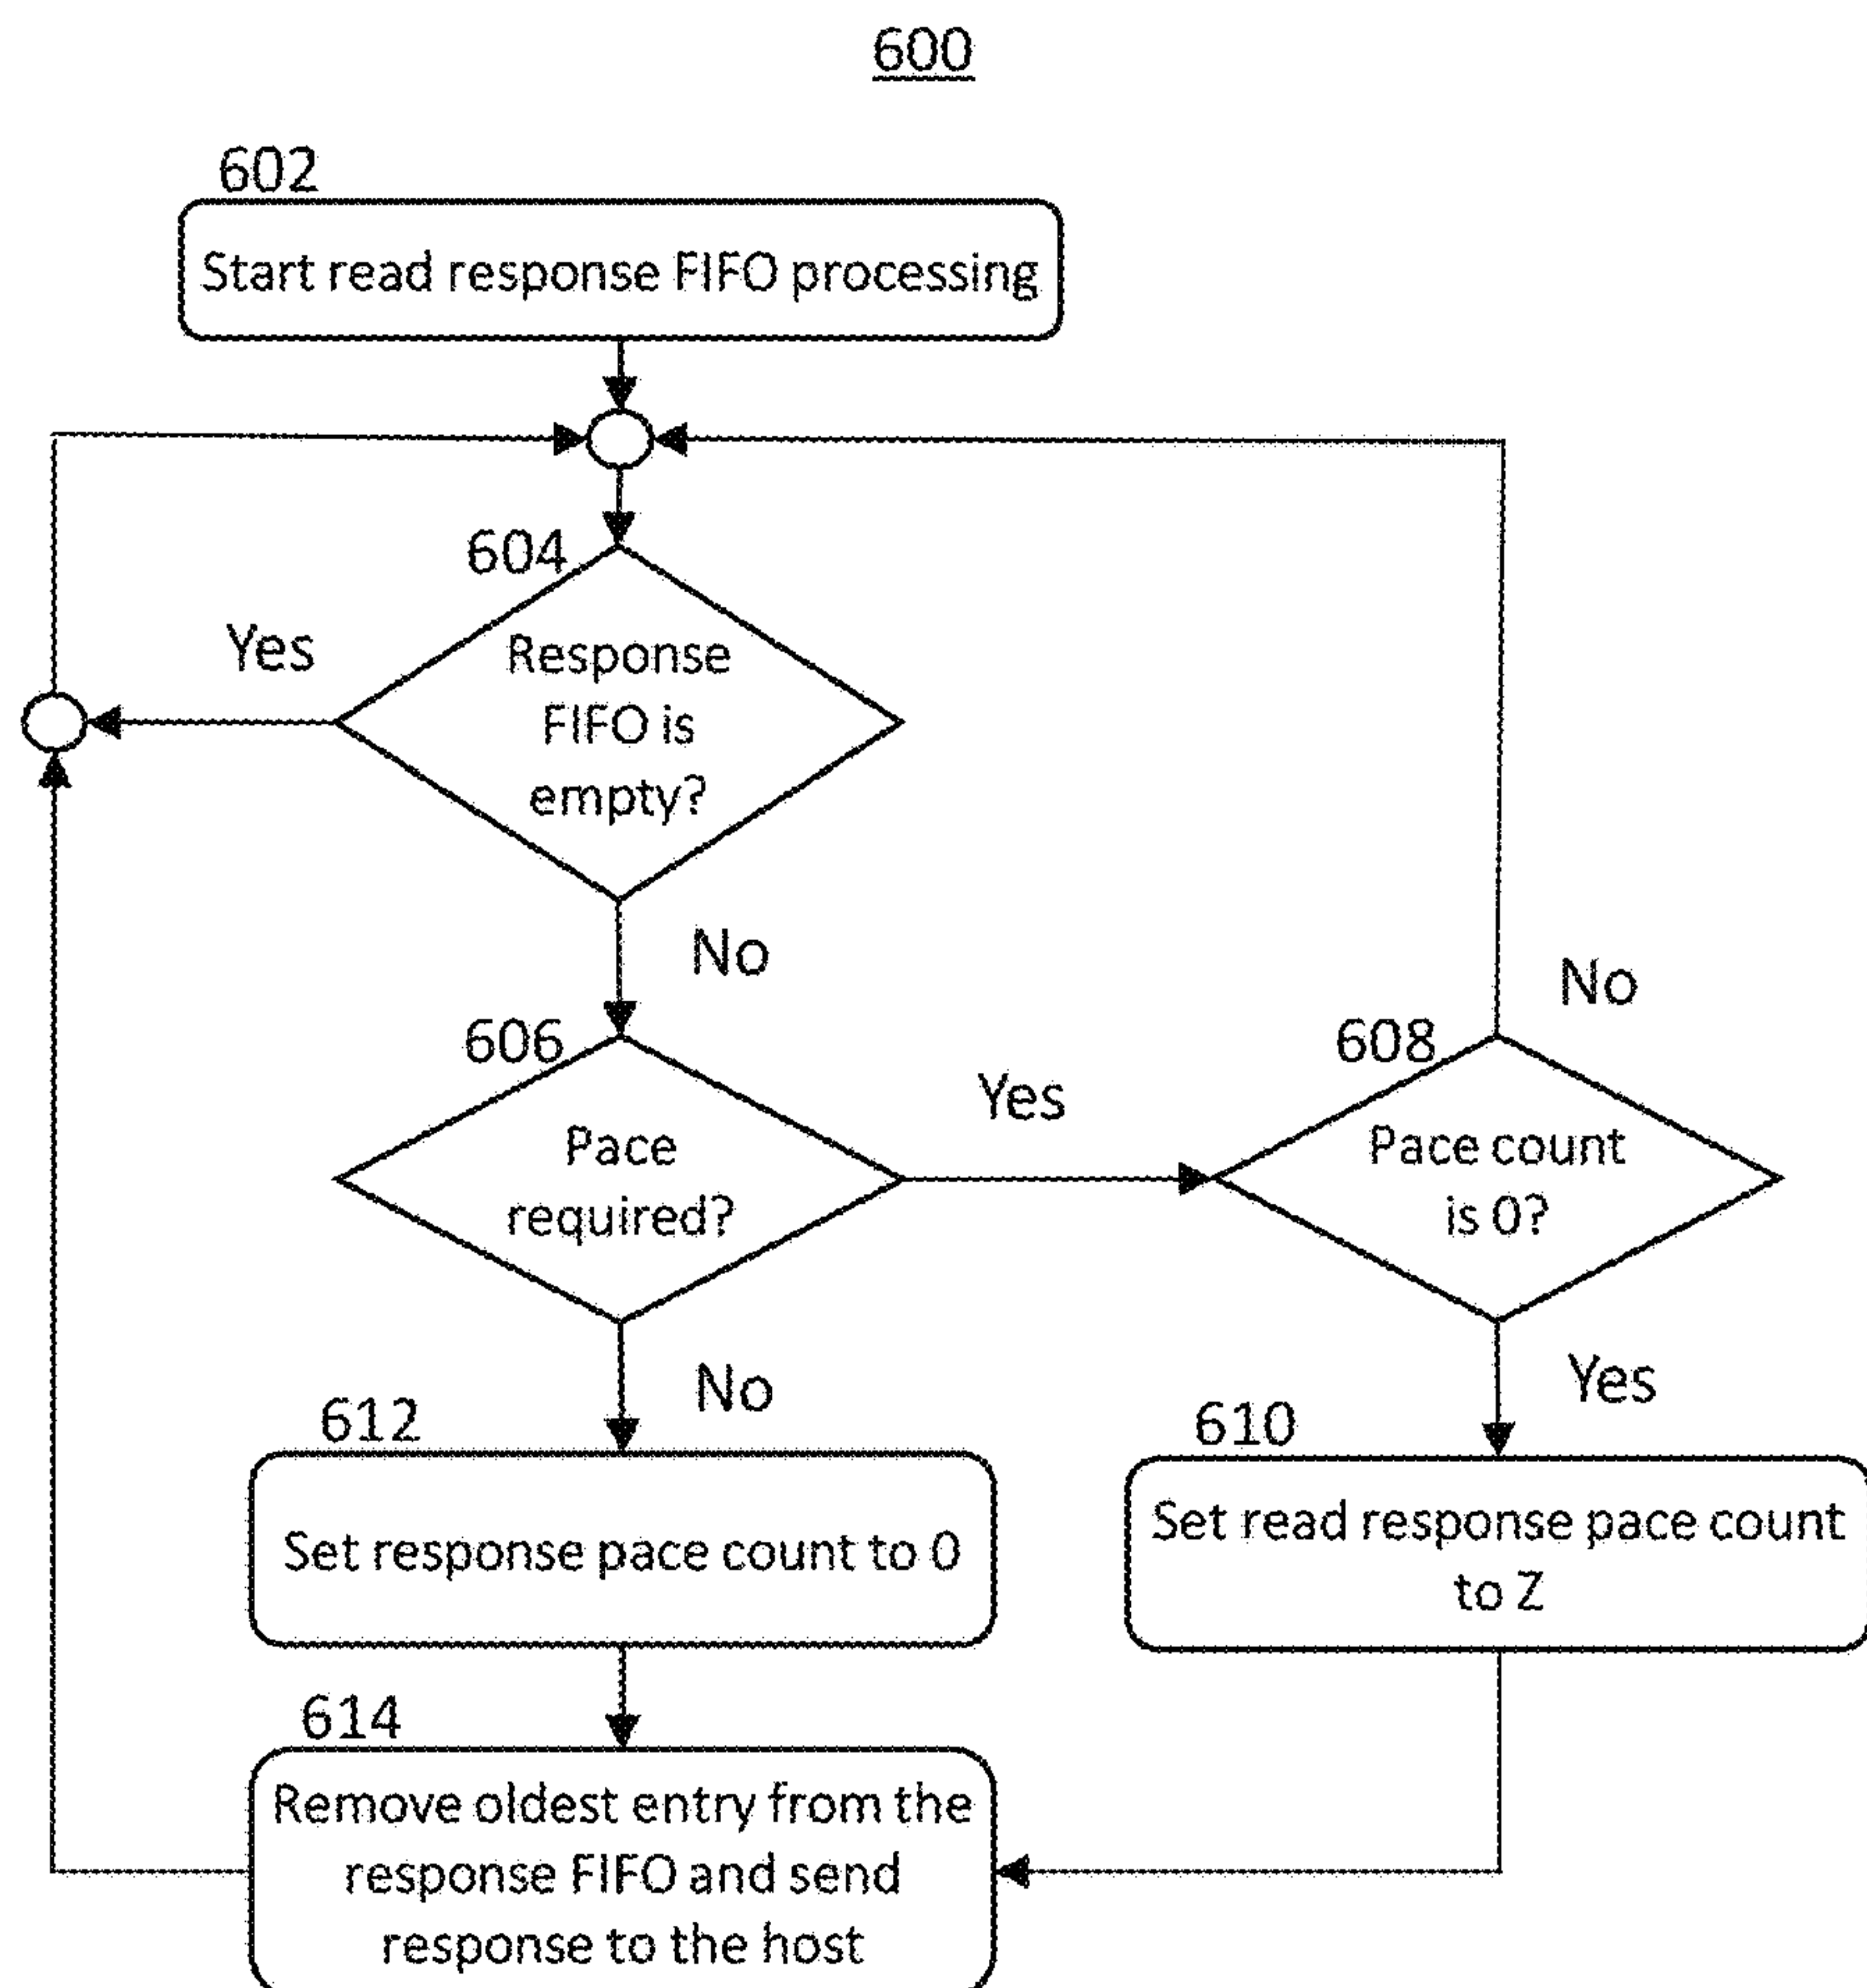 600
602
Start read response FIFO processing
604
Yes
Response
FIFO is
empty?
No
No
606
608
Yes
Pace
required?
Pace count
is 0?
No
Yes
612
610
Set response pace count to 0
Set read response pace count
to Z
614
Remove oldest entry from the
response FIFO and send
response to the host